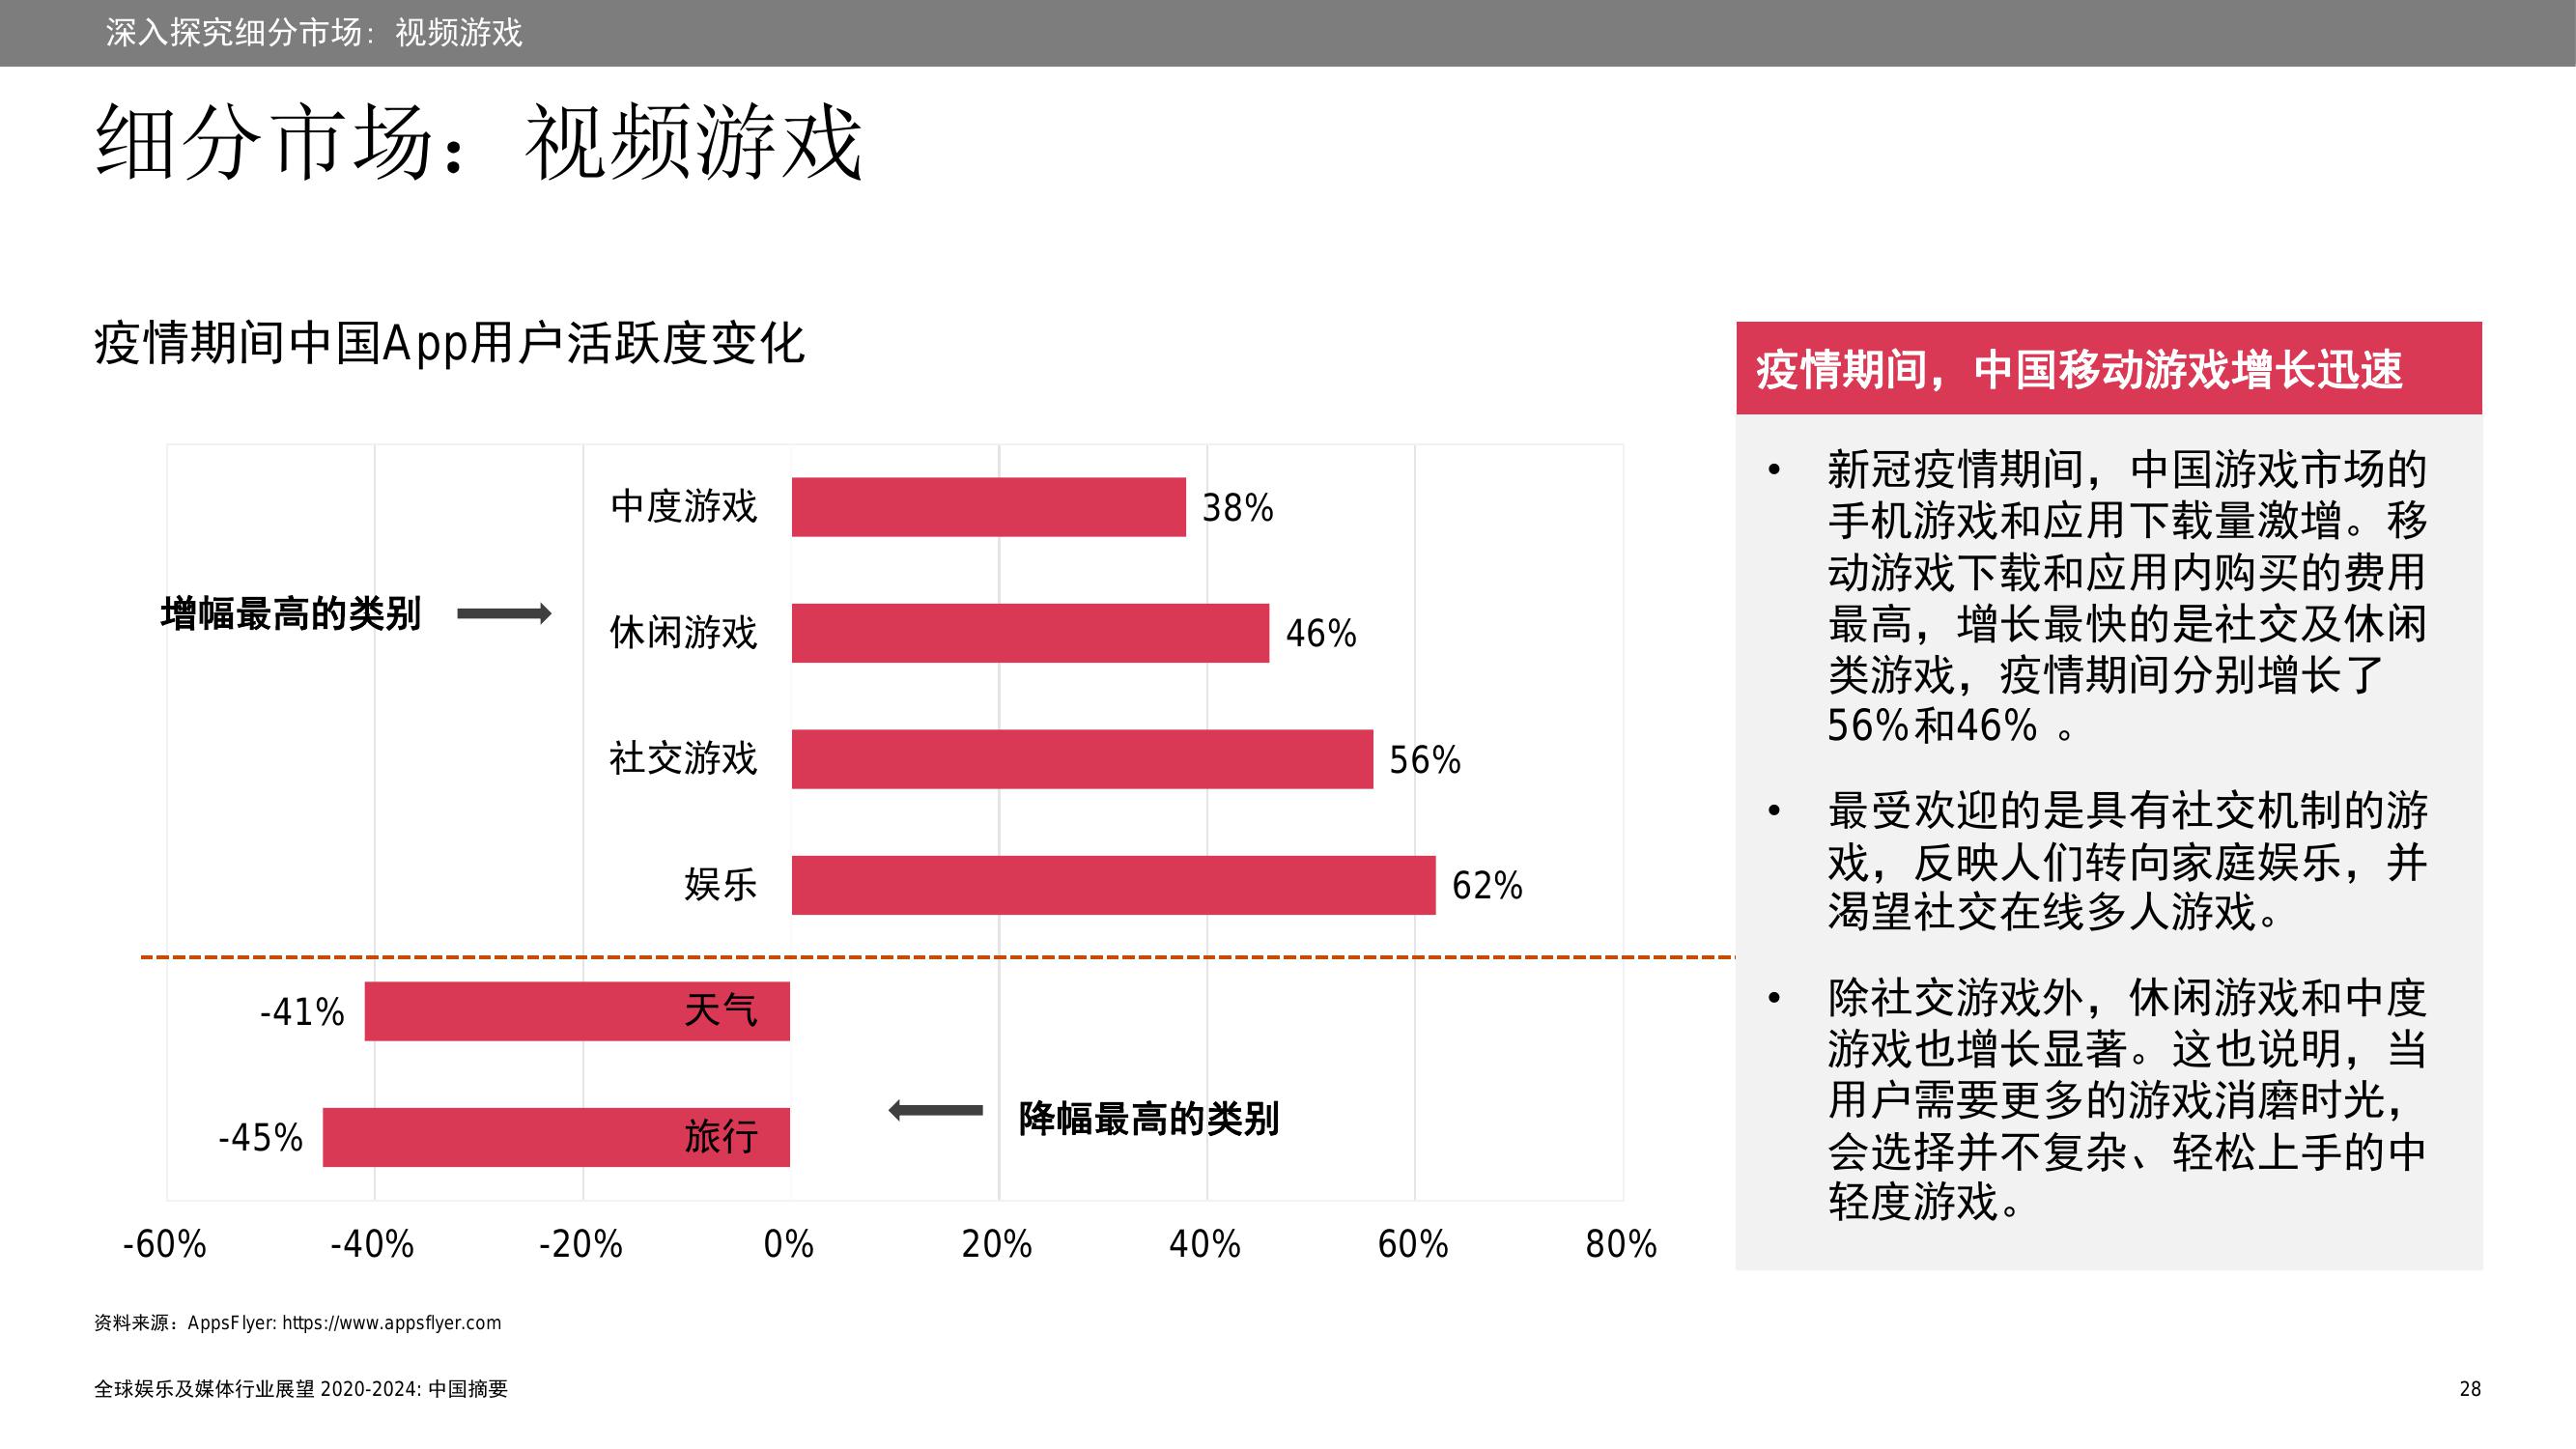 深入探究细分市场：视频游戏
细分市场：视频游戏
疫情期间中国App用户活跃度变化
中度游戏
38%
增幅最高的类别
休闲游戏
46%
社交游戏
56%
娱乐
62%
-41%
天气
-45%
旅行
降幅最高的类别
-60%
-40%
-20%
0%
20%
40%
60%
80%
疫情期间，中国移动游戏增长迅速
• 新冠疫情期间，中国游戏市场的
手机游戏和应用下载量激增。移
动游戏下载和应用内购买的费用
最高，增长最快的是社交及休闲
类游戏，疫情期间分别增长了
56%和46% 。
• 最受欢迎的是具有社交机制的游
戏，反映人们转向家庭娱乐，并
渴望社交在线多人游戏。
• 除社交游戏外，休闲游戏和中度
游戏也增长显著。这也说明，当
用户需要更多的游戏消磨时光，
会选择并不复杂、轻松上手的中
轻度游戏。
资料来源：AppsFlyer: https://www.appsflyer.com
全球娱乐及媒体行业展望 2020-2024: 中国摘要
28